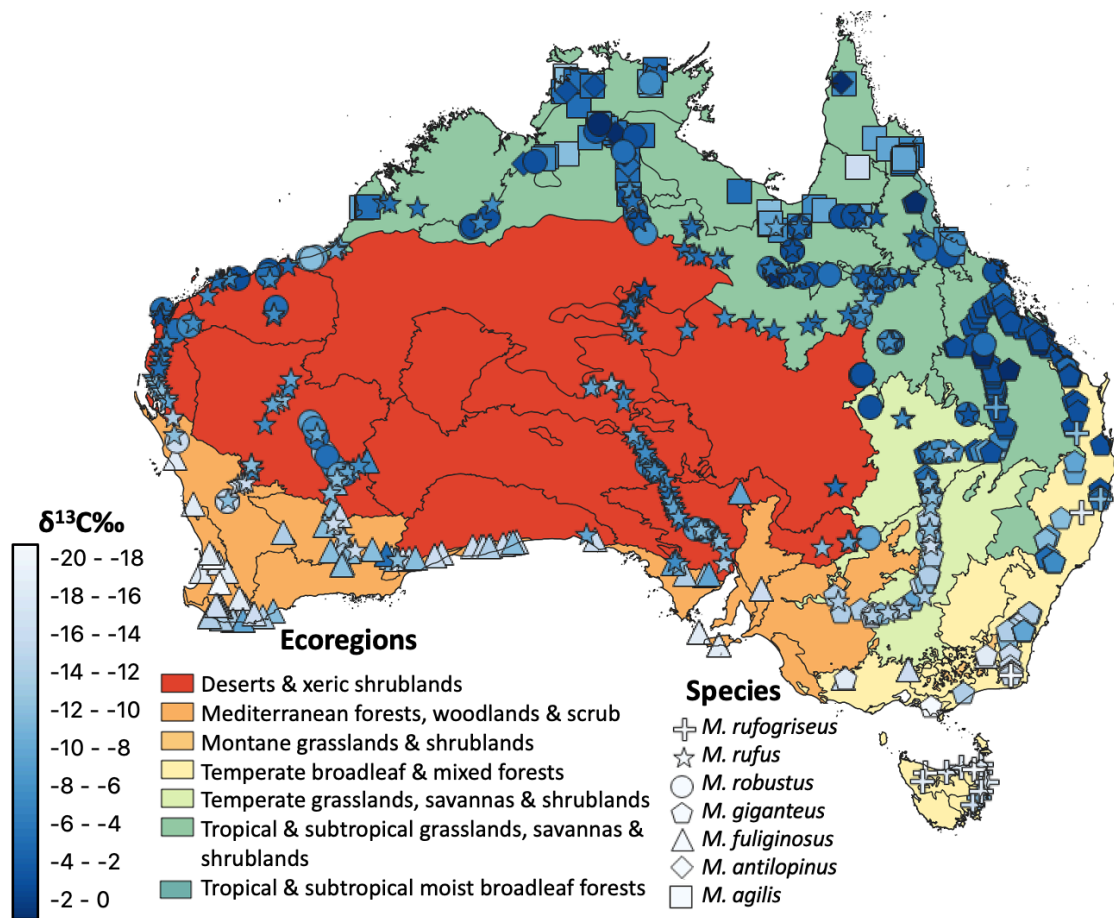 δ¹³C‰
-20 - -18
-18 - -16
-16 - -14
-14 - -12
-12 - -10
-10 - -8
-8 - -6
-6 - -4
-4 - -2
-2 - 0
Ecoregions
Deserts & xeric shrublands
Mediterranean forests, woodlands & scrub
Montane grasslands & shrublands
Temperate broadleaf & mixed forests
Temperate grasslands, savannas & shrublands
Tropical & subtropical grasslands, savannas &
shrublands
Tropical & subtropical moist broadleaf forests
Species
M. rufogriseus
M. rufus
M. robustus
M. giganteus
M. fuliginosus
M. antilopinus
M. agilis